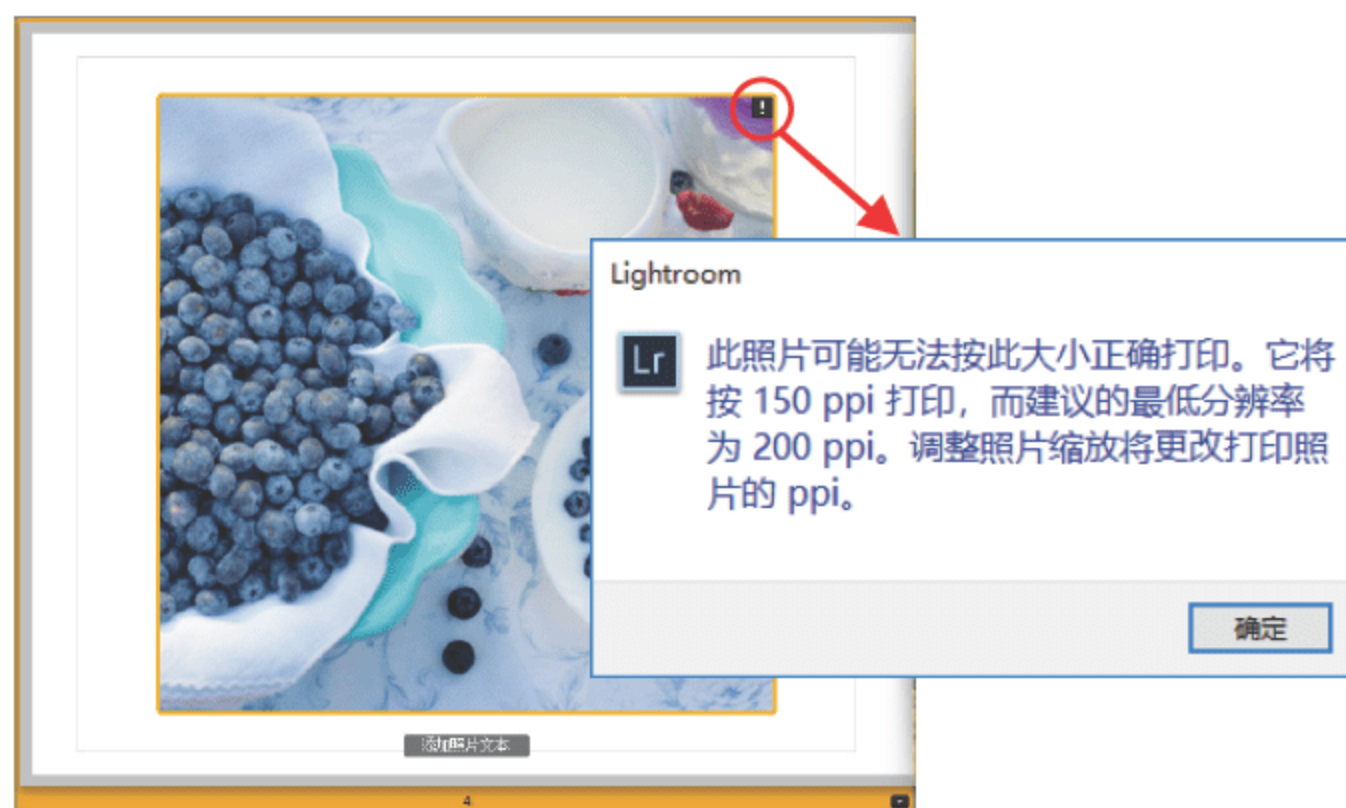 !
Lightroom
Lr
此照片可能无法按此大小正确打印。它将
按 150 ppi 打印，而建议的最低分辨率
为 200 ppi。调整照片缩放将更改打印照
片的 ppi。
确定
添加照片文本
4